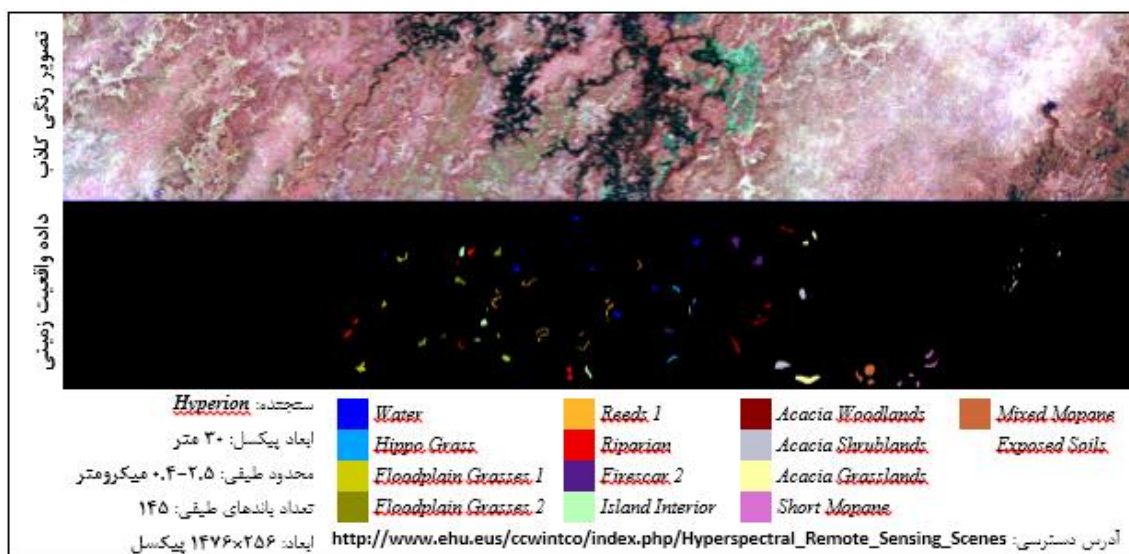 تصویر رنگی کاذب
داده واقعیت زمینی
سنجنده: Hyperion
ابعاد پیکسل: ۳۰ متر
محدود طیفی: ۲,۵-۰.۴ میکرومتر
تعداد باندهای طیفی: ۱۴۵
ابعاد: ۲۵۶×۱۴۷۶ پیکسل
Water
Hippo Grass
Floodplain Grasses 1
Floodplain Grasses 2
Reeds 1
Riparian
Firescar 2
Island Interior
Acacia Woodlands
Acacia Shrublands
Acacia Grasslands
Short Mopane
Mixed Mopane
Exposed Soils
آدرس دسترسی: http://www.ehu.eus/ccwintco/index.php/Hyperspectral_Remote_Sensing_Scenes